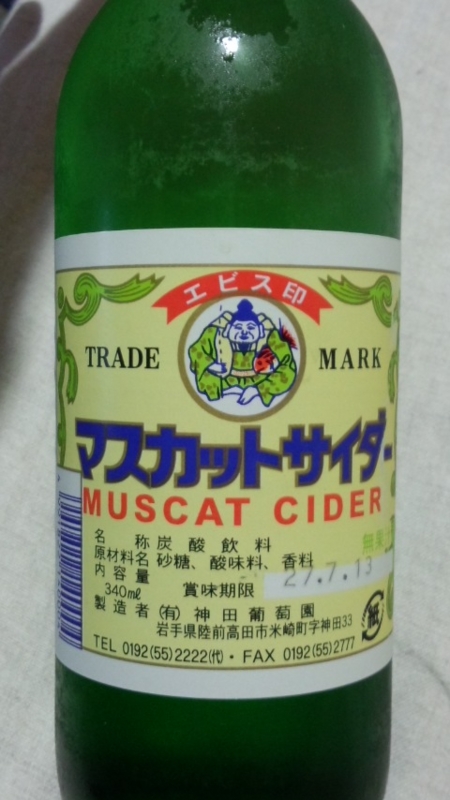 エビス印
TRADE MARK
マスカットサイダー
MUSCAT CIDER
無果汁
名称 炭酸飲料
原材料名 砂糖、酸味料、香料
内容量
340ml 賞味期限 27.7.13
製造者 (有) 神田葡萄園
岩手県陸前高田市米崎町字神田33
TEL 0192(55)2222(代)・FAX 0192(55)2777
紙